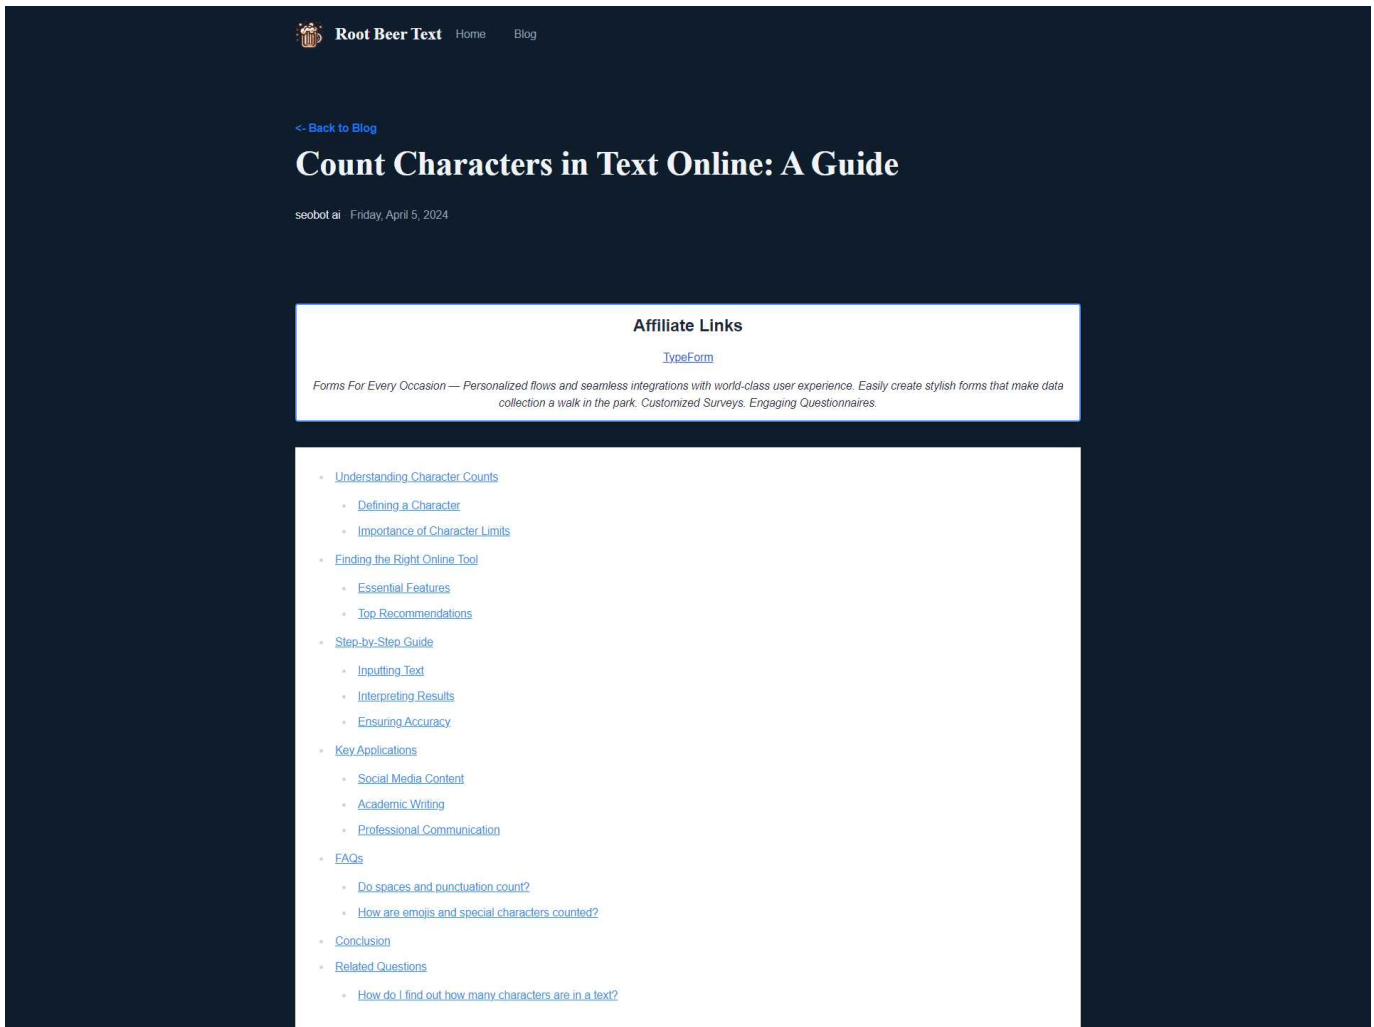 Root Beer Text Home Blog
<- Back to Blog
Count Characters in Text Online: A Guide
seobot ai Friday, April 5, 2024
Affiliate Links
TypeForm
Forms For Every Occasion — Personalized flows and seamless integrations with world-class user experience. Easily create stylish forms that make data
collection a walk in the park. Customized Surveys. Engaging Questionnaires.
Understanding Character Counts
Defining a Character
Importance of Character Limits
Finding the Right Online Tool
Essential Features
Top Recommendations
Step-by-Step Guide
Inputting Text
Interpreting Results
Ensuring Accuracy
Key Applications
Social Media Content
Academic Writing
Professional Communication
FAQs
Do spaces and punctuation count?
How are emojis and special characters counted?
Conclusion
Related Questions
How do I find out how many characters are in a text?